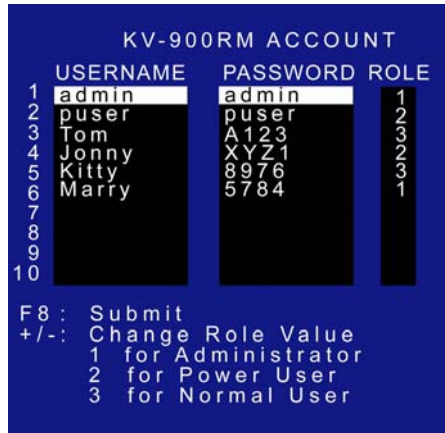 KV-900RM ACCOUNT
USERNAME PASSWORD ROLE
1 admin admin 1
2 puser puser 2
3 Tom A123 3
4 Jonny XYZ1 2
5 Kitty 8976 3
6 Marry 5784 1
7
8
9
10
F8: Submit
+/-: Change Role Value
1 for Administrator
2 for Power User
3 for Normal User